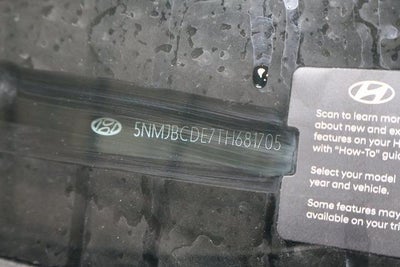 5NMJBCDE7TH681705
Scan to learn mor
about new and ex
features on your H
with "How-To" guid
Select your model
year and vehicle.
Some features may
available on your tri